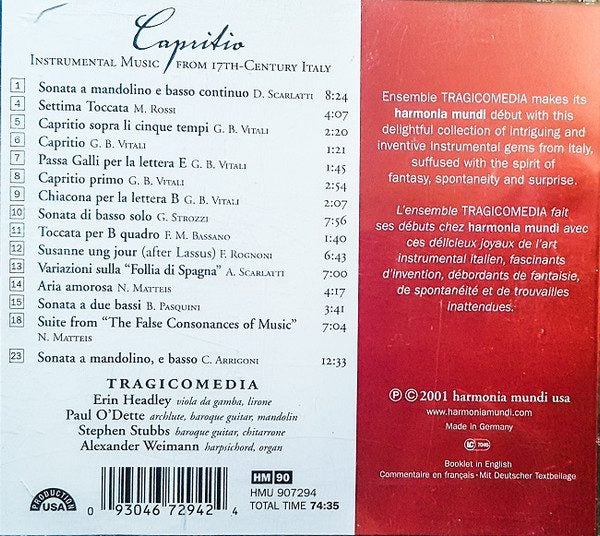 Capritio
Instrumental Music from 17th-Century Italy
1 Sonata a mandolino e basso continuo D. Scarlatti 8:24
4 Settima Toccata M. Rossi 4:07
5 Capritio sopra li cinque tempi G. B. Vitali 2:20
6 Capritio G. B. Vitali 1:21
7 Passa Galli per la lettera E G. B. Vitali 1:45
8 Capritio primo G. B. Vitali 2:54
9 Chiacona per la lettera B G. B. Vitali 2:07
10 Sonata di basso solo G. Strozzi 7:56
11 Toccata per B quadro F. M. Bassano 1:40
12 Susanne ung jour (after Lassus) F. Rognoni 6:43
13 Variazioni sulla "Follia di Spagna" A. Scarlatti 7:00
14 Aria amorosa N. Matteis 4:17
15 Sonata a due bassi B. Pasquini 3:41
18 Suite from "The False Consonances of Music" 7:04
N. Matteis
23 Sonata a mandolino, e basso C. Arrigoni 12:33
TRAGICOMEDIA
Erin Headley viola da gamba, lirone
Paul O'Dette archlute, baroque guitar, mandolin
Stephen Stubbs baroque guitar, chitarrone
Alexander Weimann harpsichord, organ
PRODUCTION USA
0 93046 72942 4
HM 90
HMU 907294
TOTAL TIME 74:35
Ensemble TRAGICOMEDIA makes its
harmonia mundi début with this
delightful collection of intriguing and
inventive instrumental gems from Italy,
suffused with the spirit of
fantasy, spontaneity and surprise.
L'ensemble TRAGICOMEDIA fait
ses débuts chez harmonia mundi avec
ces délicieux joyaux de l'art
instrumental italien, fascinants
d'invention, débordants de fantaisie,
de spontanéité et de trouvailles
inattendues.
℗ © 2001 harmonia mundi usa
www.harmoniamundi.com
Made in Germany
LC 7045
Booklet in English
Commentaire en français · Mit Deutscher Textbeilage